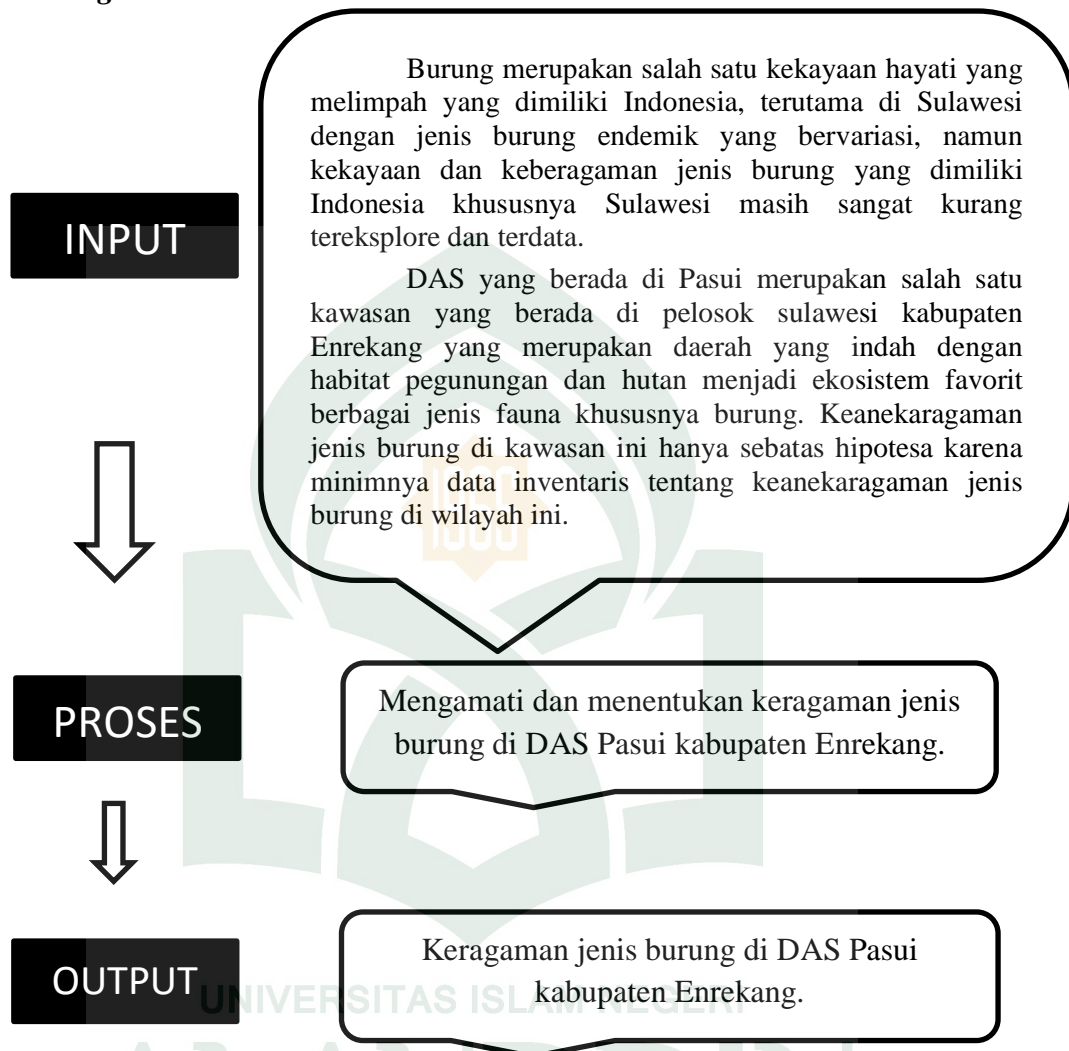 INPUT
Burung merupakan salah satu kekayaan hayati yang
melimpah yang dimiliki Indonesia, terutama di Sulawesi
dengan jenis burung endemik yang bervariasi, namun
kekayaan dan keberagaman jenis burung yang dimiliki
Indonesia khususnya Sulawesi masih sangat kurang
tereksplore dan terdata.
DAS yang berada di Pasui merupakan salah satu
kawasan yang berada di pelosok sulawesi kabupaten
Enrekang yang merupakan daerah yang indah dengan
habitat pegunungan dan hutan menjadi ekosistem favorit
berbagai jenis fauna khususnya burung. Keanekaragaman
jenis burung di kawasan ini hanya sebatas hipotesa karena
minimnya data inventaris tentang keanekaragaman jenis
burung di wilayah ini.
1965
PROSES
Mengamati dan menentukan keragaman jenis
burung di DAS Pasui kabupaten Enrekang.
OUTPUT
Keragaman jenis burung di DAS Pasui
kabupaten Enrekang.
UNIVERSITAS ISLAM NEGERI